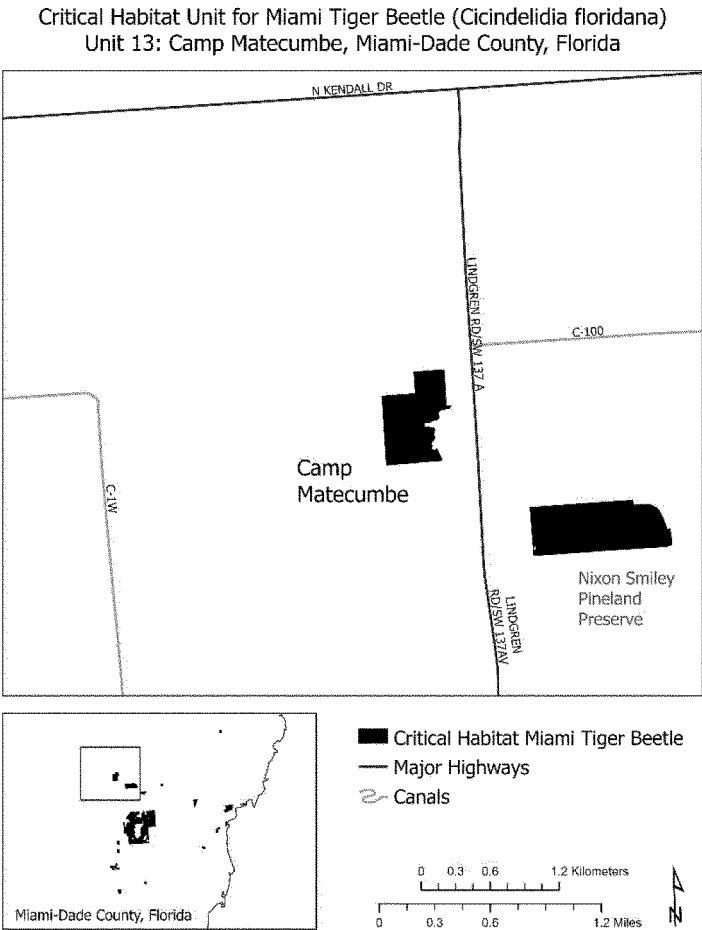 Critical Habitat Unit for Miami Tiger Beetle (Cicindelidia floridana)
Unit 13: Camp Matecumbe, Miami-Dade County, Florida
N KENDALL DR
LINDGREN RD/SW 137 A
C-100
Camp
Matecumbe
C-1W
Nixon Smiley
Pineland
Preserve
LINDGREN
RD/SW 137AV
Critical Habitat Miami Tiger Beetle
Major Highways
Canals
Miami-Dade County, Florida
0 0.3 0.6 1.2 Kilometers
0 0.3 0.6 1.2 Miles
N